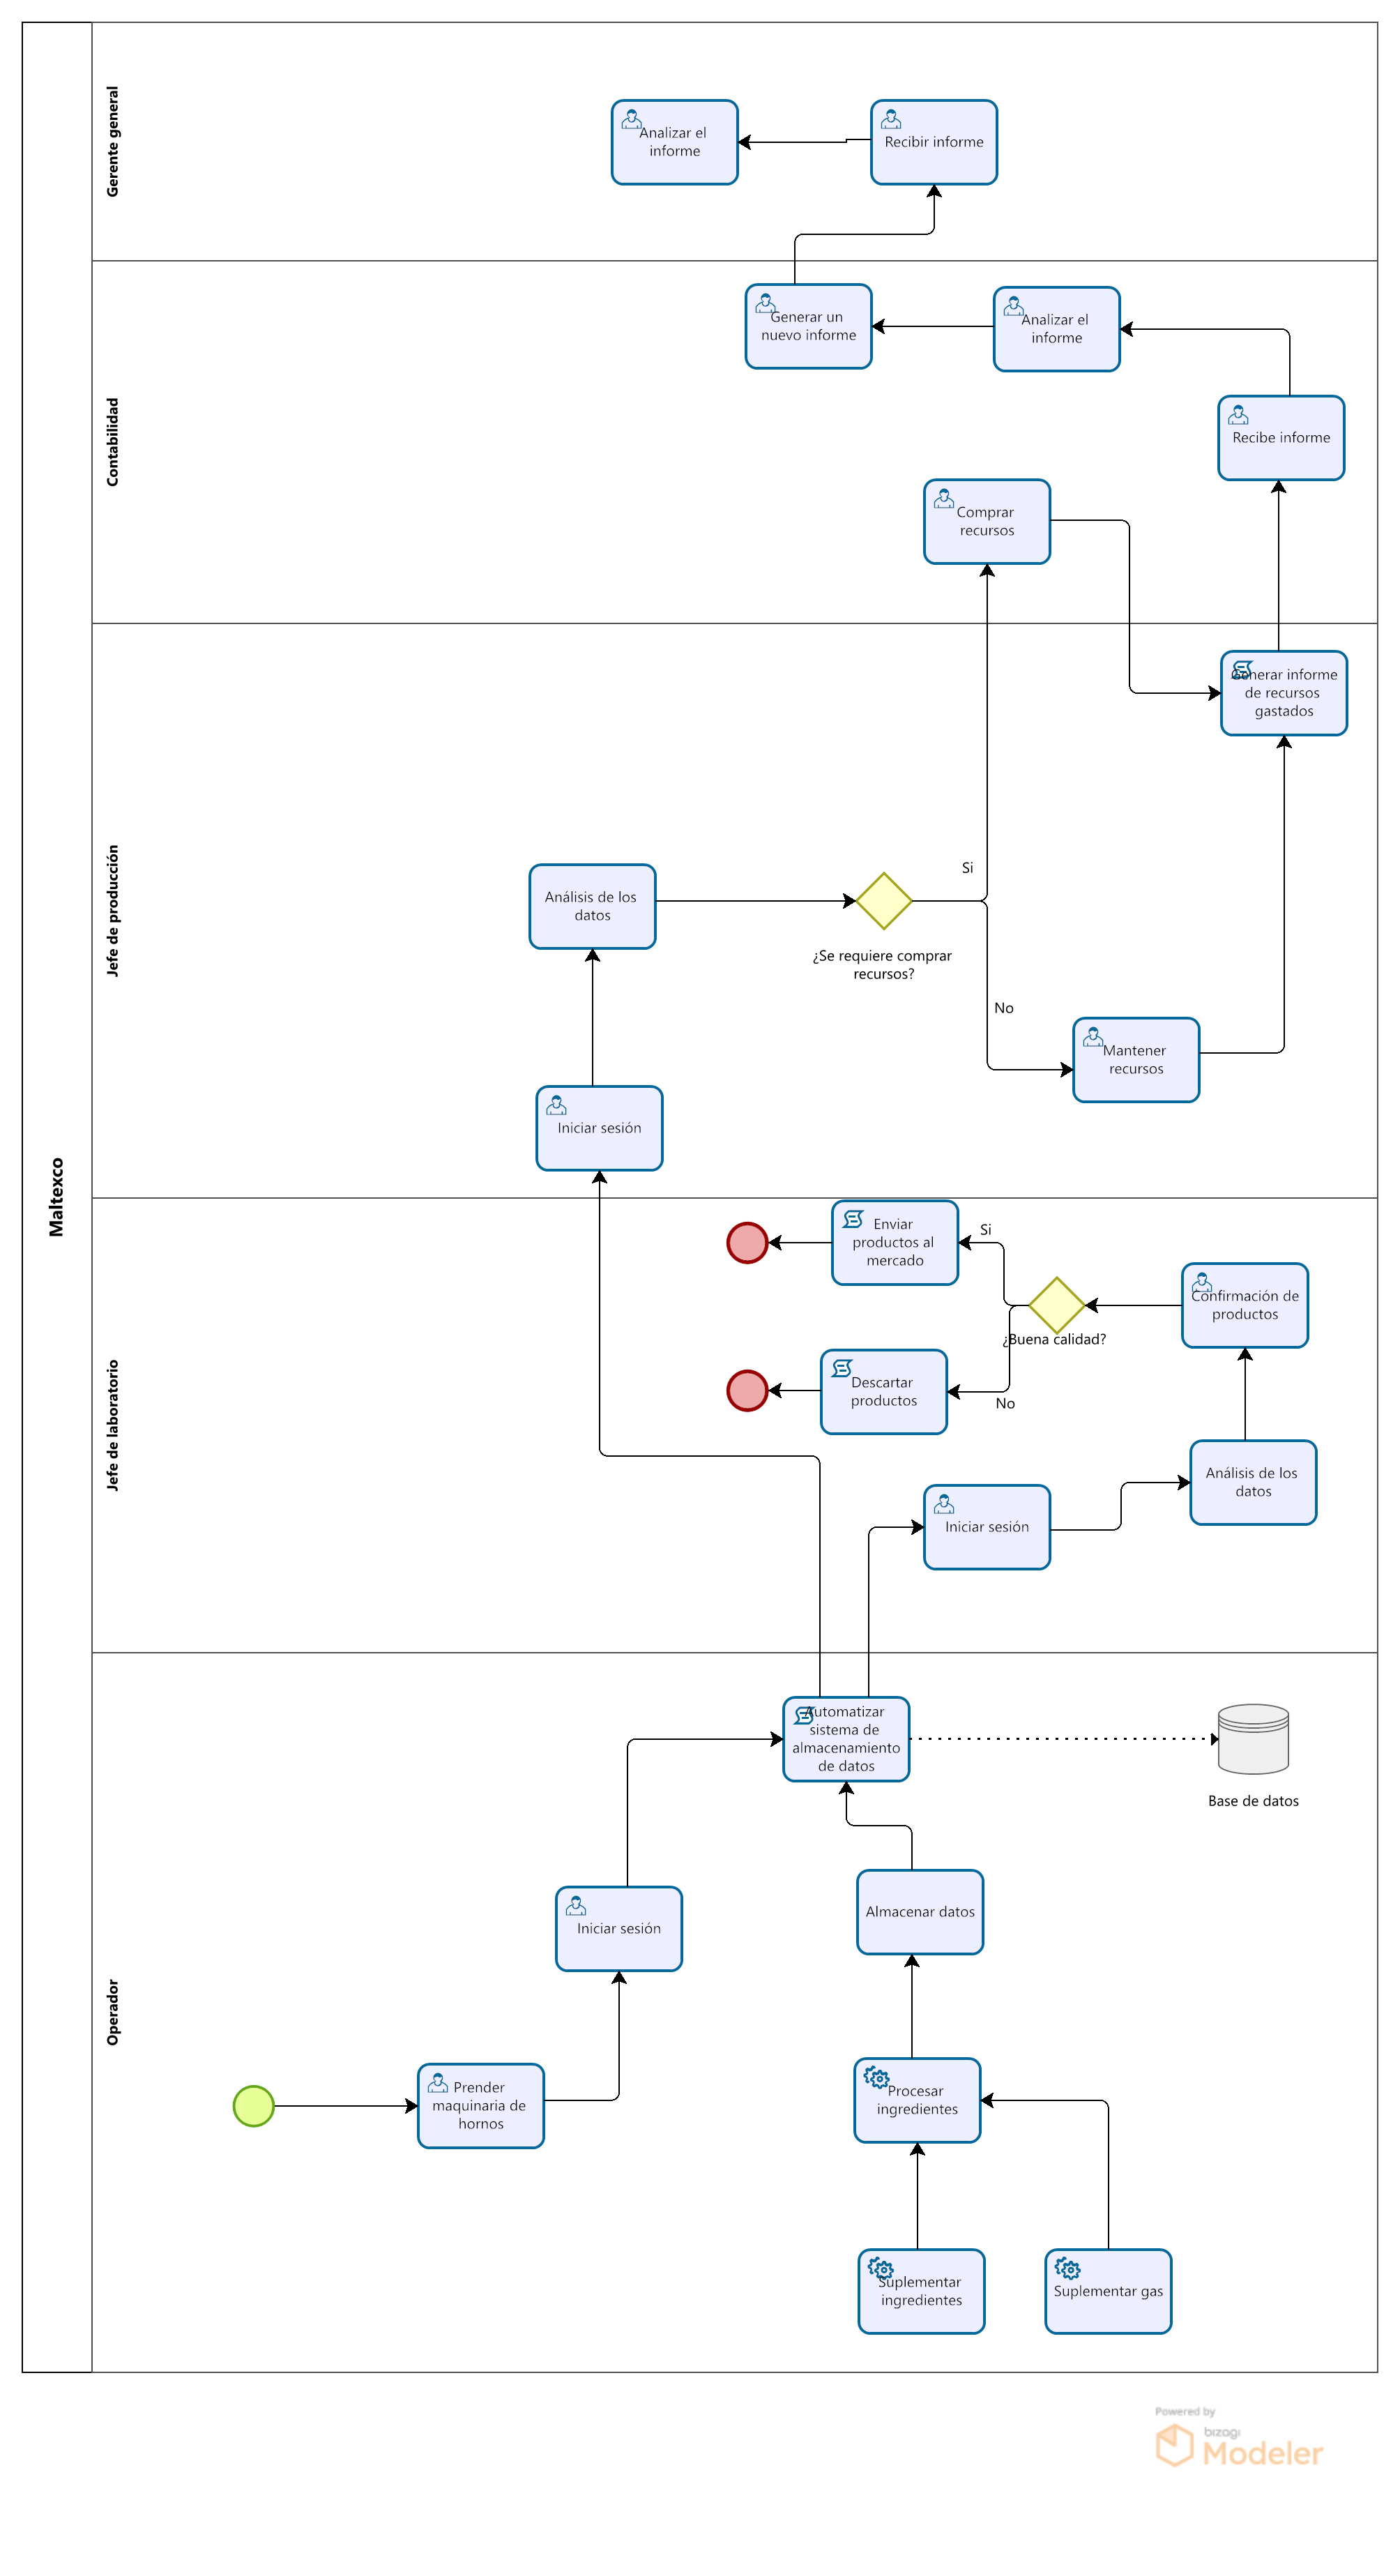 Maltexco
Gerente general
Analizar el
informe
Recibir informe
Contabilidad
Generar un
nuevo informe
Analizar el
informe
Recibe informe
Comprar
recursos
Jefe de producción
Generar informe
de recursos
gastados
Análisis de los
datos
Si
¿Se requiere comprar
recursos?
No
Mantener
recursos
Iniciar sesión
Jefe de laboratorio
Enviar
productos al
mercado
Si
Confirmación de
productos
¿Buena calidad?
Descartar
productos
No
Análisis de los
datos
Iniciar sesión
Operador
Automatizar
sistema de
almacenamiento
de datos
Base de datos
Almacenar datos
Iniciar sesión
Prender
maquinaria de
hornos
Procesar
ingredientes
Suplementar
ingredientes
Suplementar gas
Powered by
bizagi
Modeler